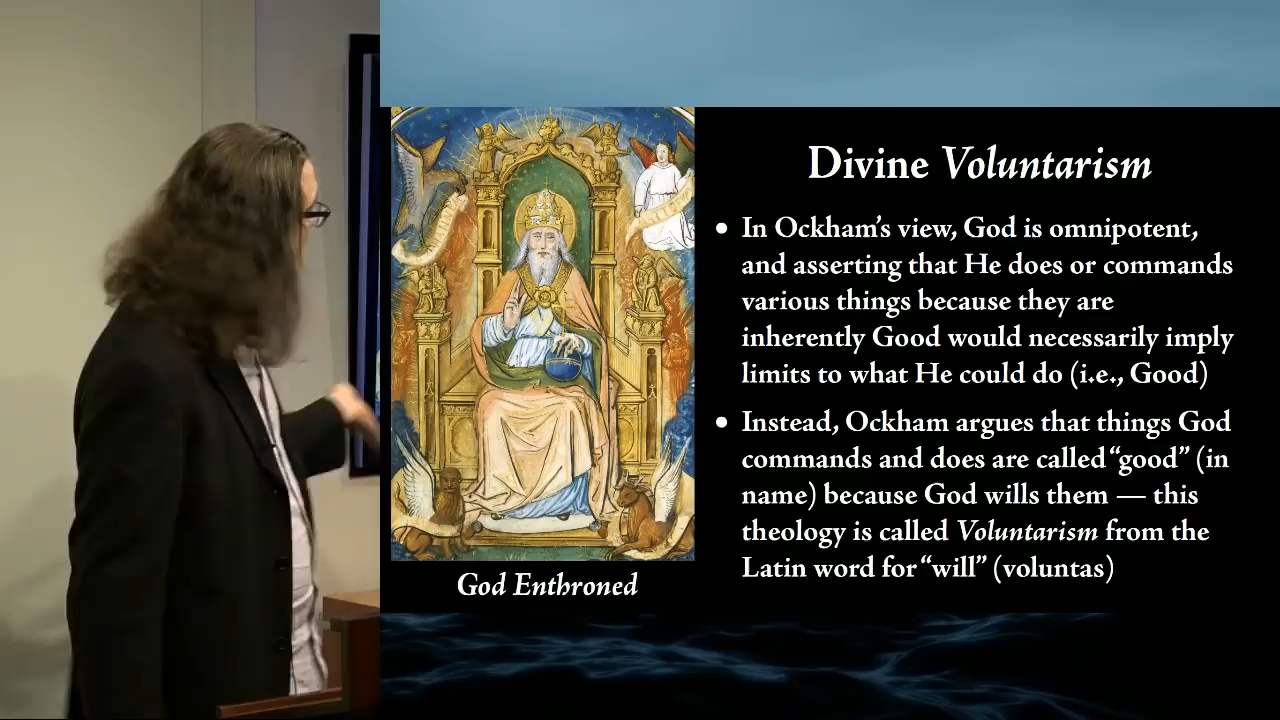 Divine Voluntarism
• In Ockham's view, God is omnipotent,
and asserting that He does or commands
various things because they are
inherently Good would necessarily imply
limits to what He could do (i.e., Good)
• Instead, Ockham argues that things God
commands and does are called “good” (in
name) because God wills them — this
theology is called Voluntarism from the
Latin word for “will” (voluntas)
God Enthroned